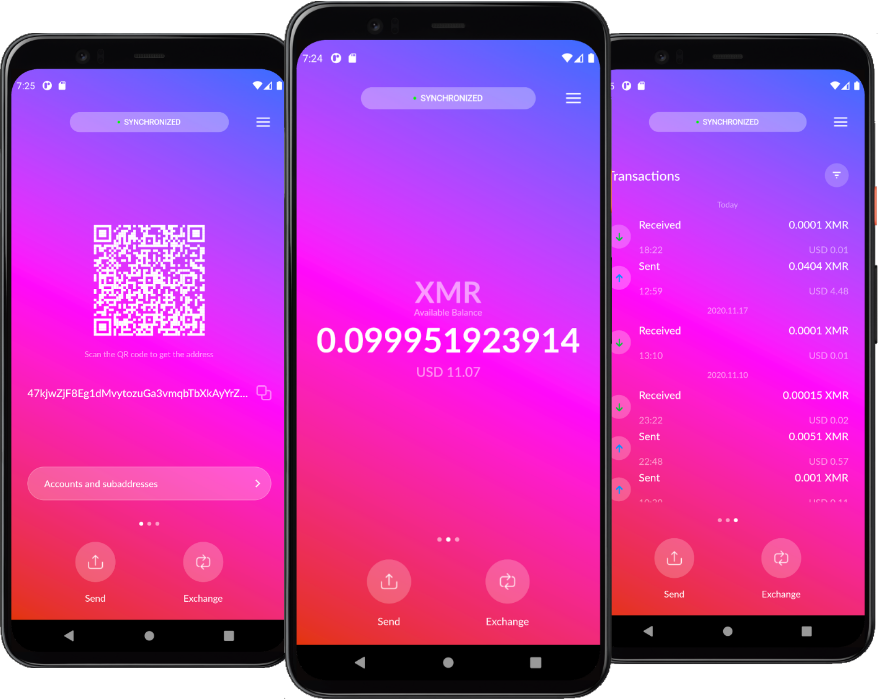 7:25
SYNCHRONIZED
Scan the QR code to get the address
47kJwZJF8Eg1dMvytozuGa3vmqbTbXkAyYrZ...
Accounts and subaddresses
Send
Exchange
7:24
SYNCHRONIZED
XMR
Available Balance
0.099951923914
USD 11.07
Send
Exchange
SYNCHRONIZED
Transactions
Today
Received 0.0001 XMR
18:22 USD 0.01
Sent 0.0404 XMR
12:59 USD 4.48
2020.11.17
Received 0.0001 XMR
13:10 USD 0.01
2020.11.10
Received 0.00015 XMR
23:22 USD 0.02
Sent 0.0051 XMR
22:48 USD 0.57
Sent 0.001 XMR